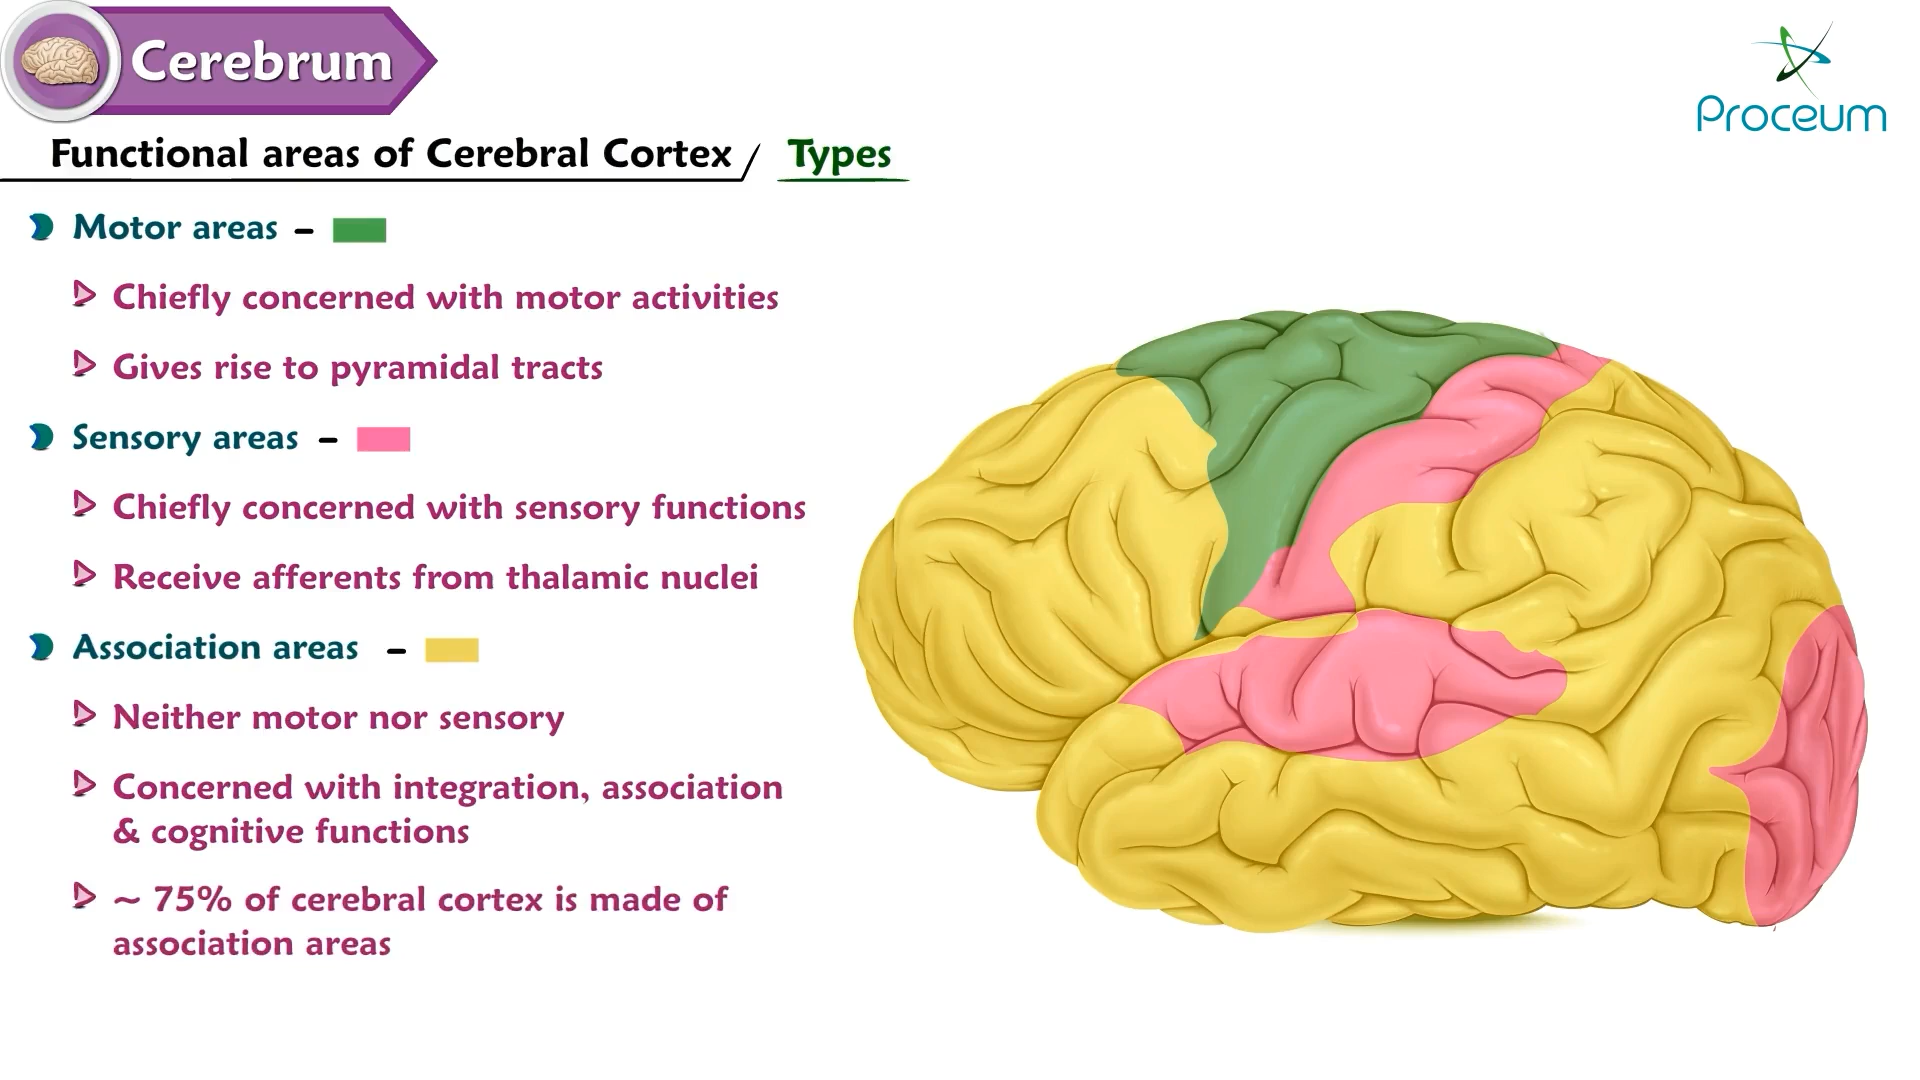 Cerebrum
Proceum
Functional areas of Cerebral Cortex / Types
Motor areas –
Chiefly concerned with motor activities
Gives rise to pyramidal tracts
Sensory areas –
Chiefly concerned with sensory functions
Receive afferents from thalamic nuclei
Association areas –
Neither motor nor sensory
Concerned with integration, association
& cognitive functions
~ 75% of cerebral cortex is made of
association areas